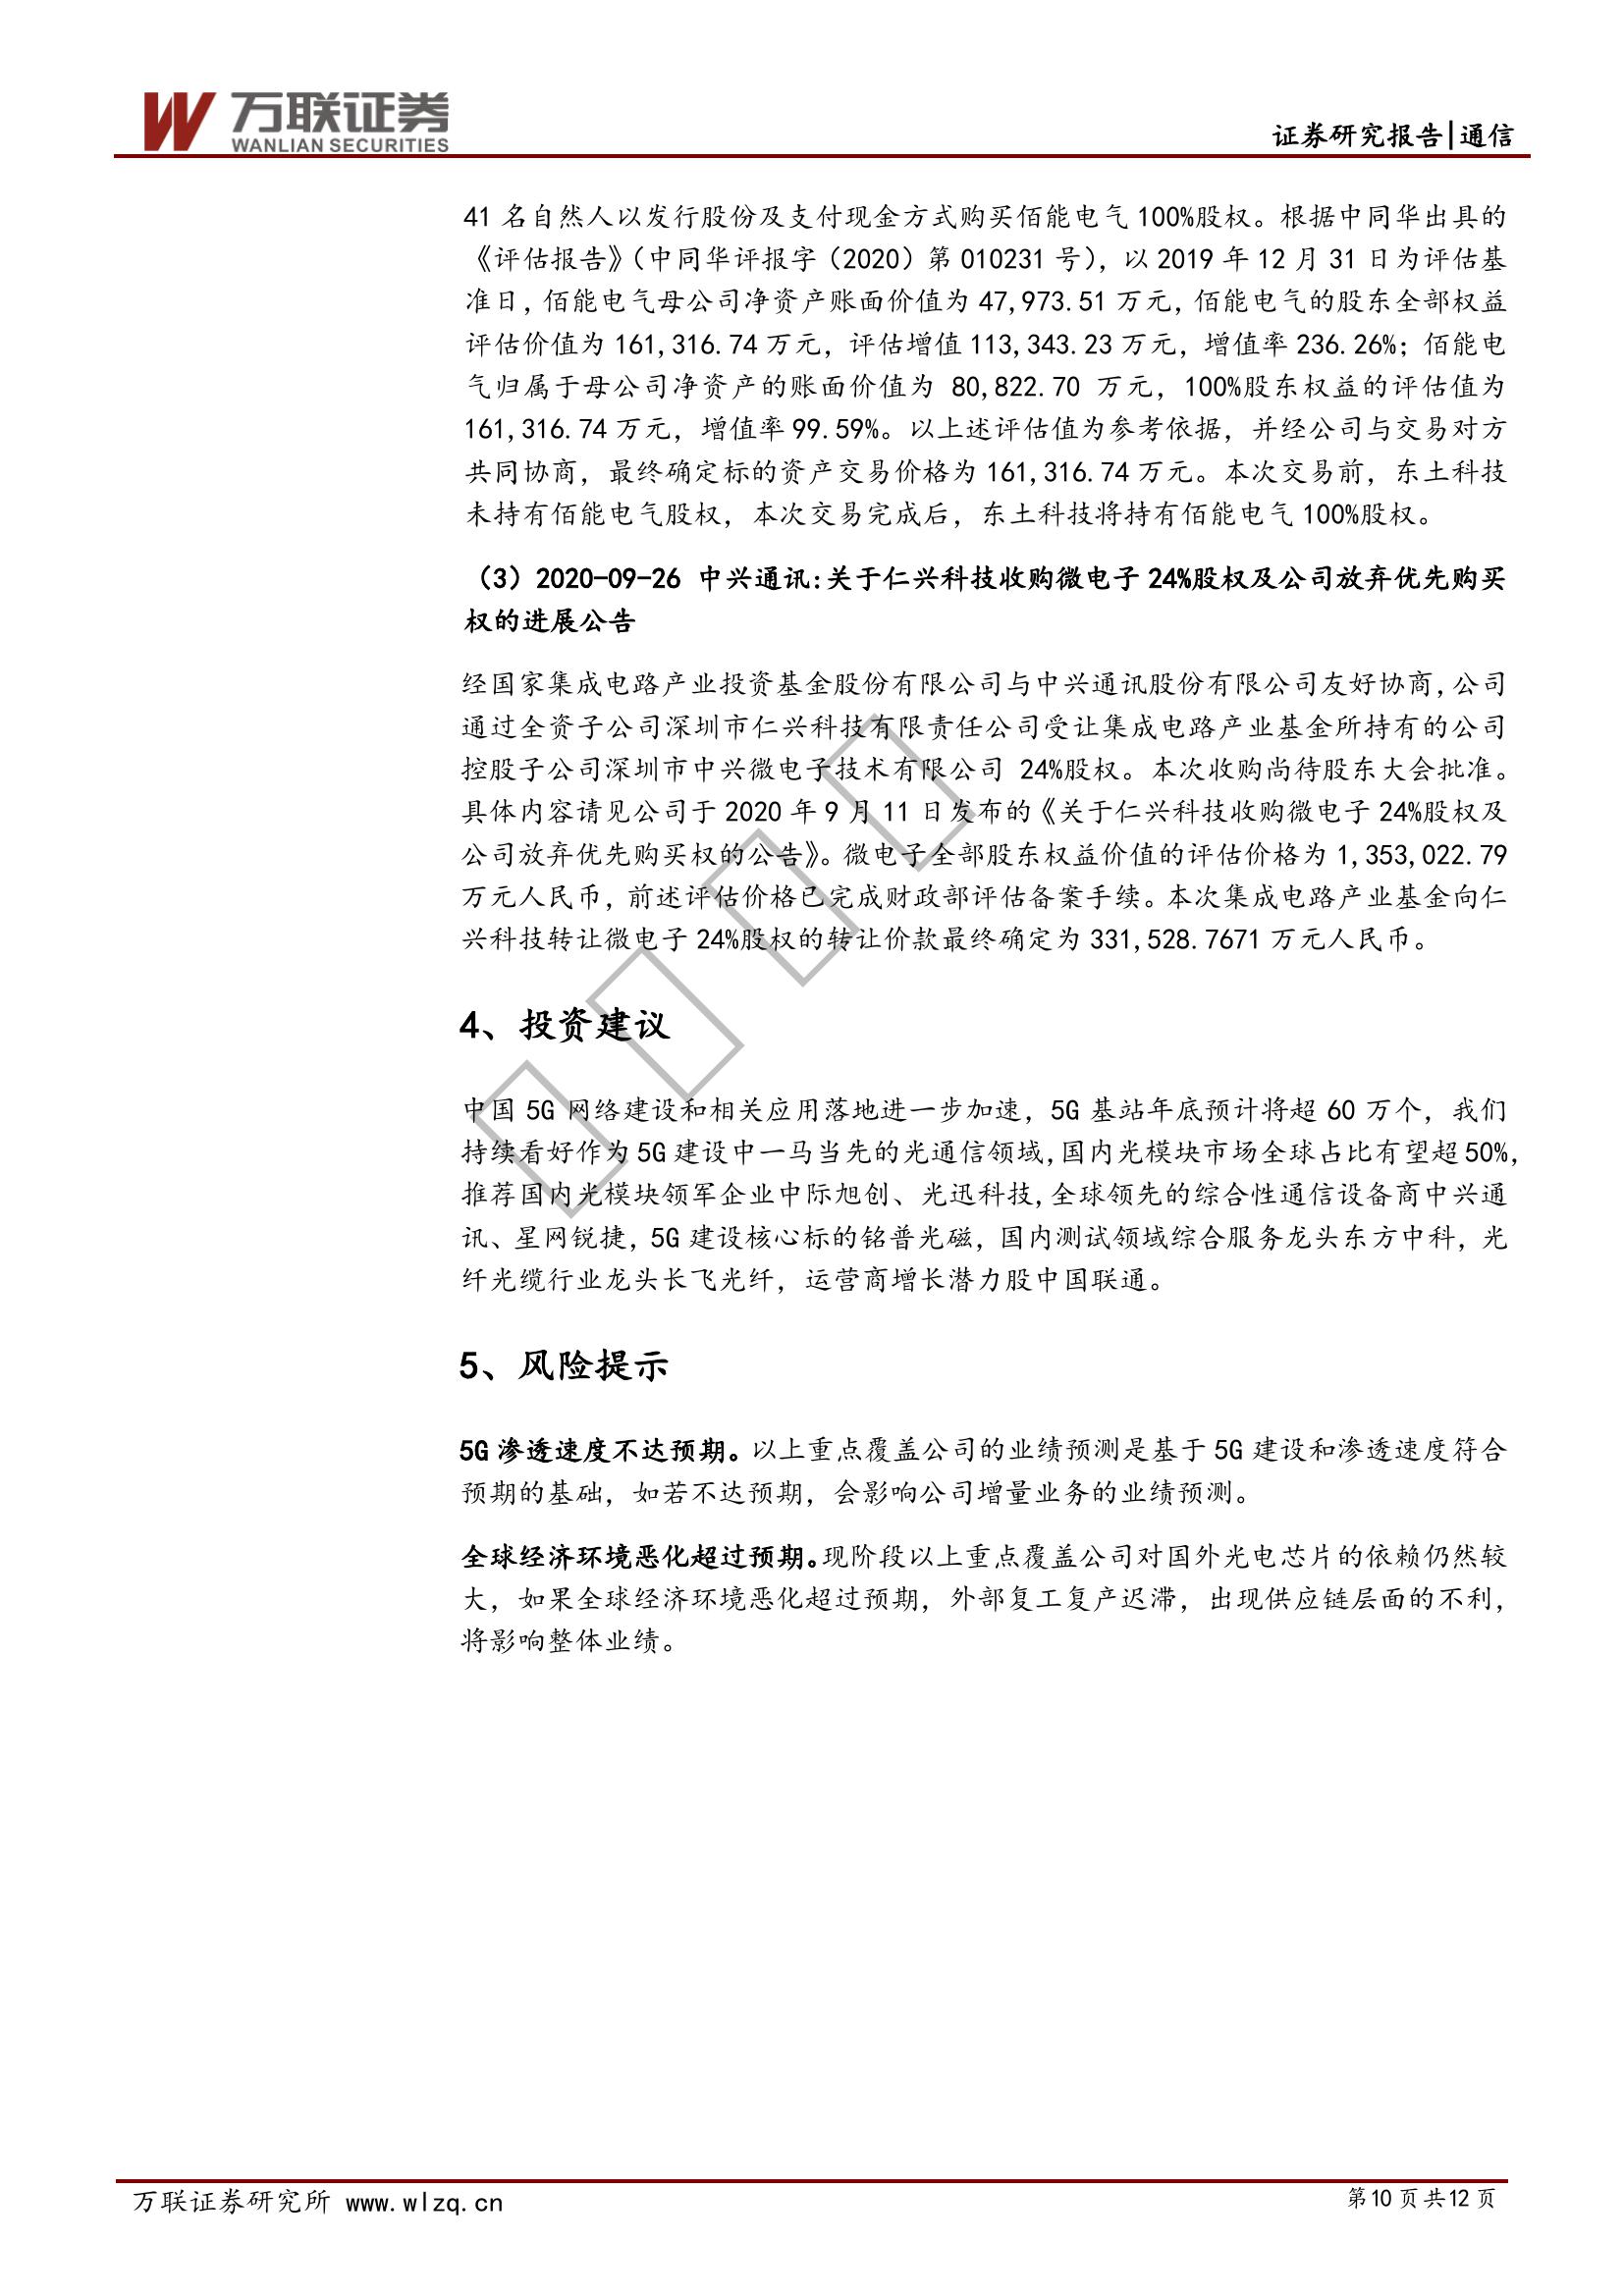 万联证券
WANLIAN SECURITIES
证券研究报告|通信
41 名自然人以发行股份及支付现金方式购买佰能电气 100%股权。根据中同华出具的
《评估报告》（中同华评报字（2020）第 010231 号），以 2019 年 12 月 31 日为评估基
准日，佰能电气母公司净资产账面价值为 47,973.51 万元，佰能电气的股东全部权益
评估价值为 161,316.74 万元，评估增值 113,343.23 万元，增值率 236.26%；佰能电
气归属于母公司净资产的账面价值为 80,822.70 万元，100%股东权益的评估值为
161,316.74 万元，增值率 99.59%。以上述评估值为参考依据，并经公司与交易对方
共同协商，最终确定标的资产交易价格为 161,316.74 万元。本次交易前，东土科技
未持有佰能电气股权，本次交易完成后，东土科技将持有佰能电气 100%股权。
（3）2020-09-26 中兴通讯:关于仁兴科技收购微电子 24%股权及公司放弃优先购买
权的进展公告
经国家集成电路产业投资基金股份有限公司与中兴通讯股份有限公司友好协商，公司
通过全资子公司深圳市仁兴科技有限责任公司受让集成电路产业基金所持有的公司
控股子公司深圳市中兴微电子技术有限公司 24%股权。本次收购尚待股东大会批准。
具体内容请见公司于 2020 年 9 月 11 日发布的《关于仁兴科技收购微电子 24%股权及
公司放弃优先购买权的公告》。微电子全部股东权益价值的评估价格为 1,353,022.79
万元人民币，前述评估价格已完成财政部评估备案手续。本次集成电路产业基金向仁
兴科技转让微电子 24%股权的转让价款最终确定为 331,528.7671 万元人民币。
4、投资建议
中国 5G 网络建设和相关应用落地进一步加速，5G 基站年底预计将超 60 万个，我们
持续看好作为 5G 建设中一马当先的光通信领域，国内光模块市场全球占比有望超 50%，
推荐国内光模块领军企业中际旭创、光迅科技，全球领先的综合性通信设备商中兴通
讯、星网锐捷，5G 建设核心标的铭普光磁，国内测试领域综合服务龙头东方中科，光
纤光缆行业龙头长飞光纤，运营商增长潜力股中国联通。
5、风险提示
5G 渗透速度不达预期。以上重点覆盖公司的业绩预测是基于 5G 建设和渗透速度符合
预期的基础，如若不达预期，会影响公司增量业务的业绩预测。
全球经济环境恶化超过预期。现阶段以上重点覆盖公司对国外光电芯片的依赖仍然较
大，如果全球经济环境恶化超过预期，外部复工复产迟滞，出现供应链层面的不利，
将影响整体业绩。
万联证券研究所 www.wlzq.cn
第 10 页 共 12 页